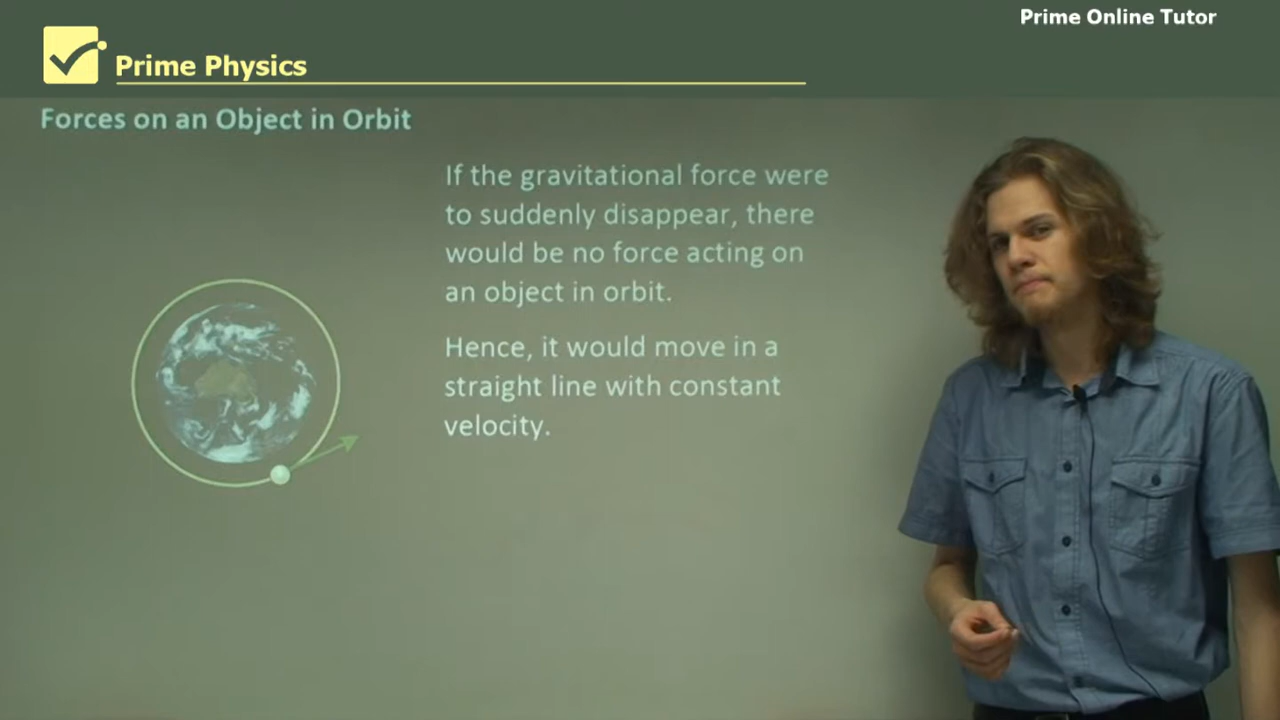 Prime Online Tutor
Prime Physics
Forces on an Object in Orbit
If the gravitational force were
to suddenly disappear, there
would be no force acting on
an object in orbit.
Hence, it would move in a
straight line with constant
velocity.